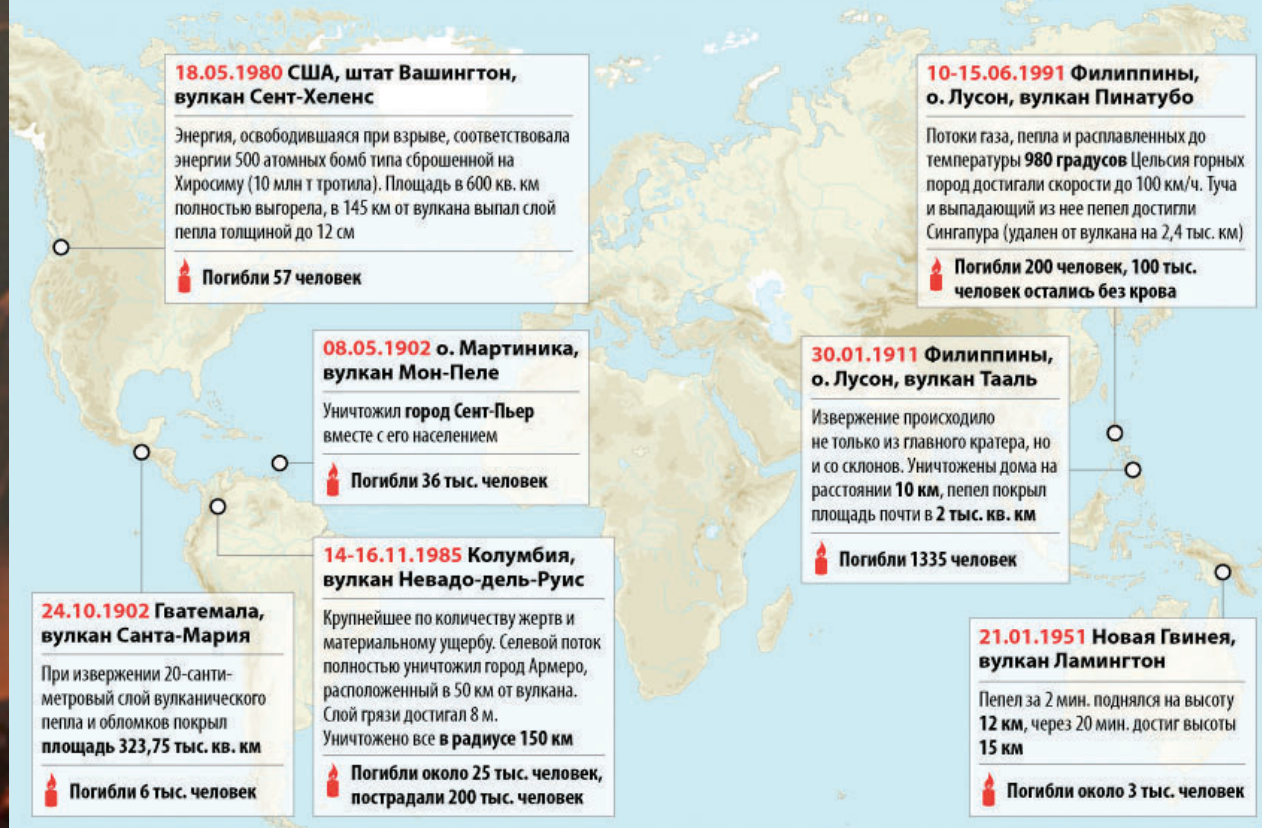 18.05.1980 США, штат Вашингтон,
вулкан Сент-Хеленс
Энергия, освободившаяся при взрыве, соответствовала
энергии 500 атомных бомб типа сброшенной на
Хиросиму (10 млн т тротила). Площадь в 600 кв. км
полностью выгорела, в 145 км от вулкана выпал слой
пепла толщиной до 12 см
Погибли 57 человек
10-15.06.1991 Филиппины,
о. Лусон, вулкан Пинатубо
Потоки газа, пепла и расплавленных до
температуры 980 градусов Цельсия горных
пород достигали скорости до 100 км/ч. Туча
и выпадающий из нее пепел достигли
Сингапура (удален от вулкана на 2,4 тыс. км)
Погибли 200 человек, 100 тыс.
человек остались без крова
08.05.1902 о. Мартиника,
вулкан Мон-Пеле
Уничтожил город Сент-Пьер
вместе с его населением
Погибли 36 тыс. человек
30.01.1911 Филиппины,
о. Лусон, вулкан Тааль
Извержение происходило
не только из главного кратера, но
и со склонов. Уничтожены дома на
расстоянии 10 км, пепел покрыл
площадь почти в 2 тыс. кв. км
Погибли 1335 человек
14-16.11.1985 Колумбия,
вулкан Невадо-дель-Руис
Крупнейшее по количеству жертв и
материальному ущербу. Селевой поток
полностью уничтожил город Армеро,
расположенный в 50 км от вулкана.
Слой грязи достигал 8 м.
Уничтожено все в радиусе 150 км
Погибли около 25 тыс. человек,
пострадали 200 тыс. человек
24.10.1902 Гватемала,
вулкан Санта-Мария
При извержении 20-санти-
метровый слой вулканического
пепла и обломков покрыл
площадь 323,75 тыс. кв. км
Погибли 6 тыс. человек
21.01.1951 Новая Гвинея,
вулкан Ламингтон
Пепел за 2 мин. поднялся на высоту
12 км, через 20 мин. достиг высоты
15 км
Погибли около 3 тыс. человек